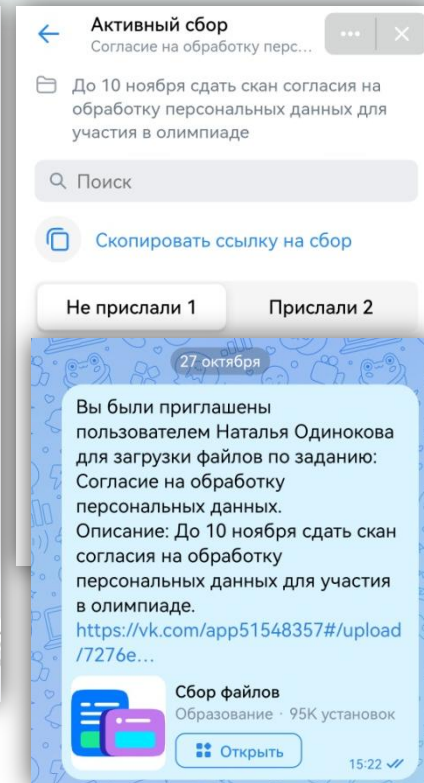 Активный сбор
Согласие на обработку перс...
До 10 ноября сдать скан согласия на
обработку персональных данных для
участия в олимпиаде
Поиск
Скопировать ссылку на сбор
Не прислали 1
Прислали 2
27 октября
Вы были приглашены
пользователем Наталья Одинокова
для загрузки файлов по заданию:
Согласие на обработку
персональных данных.
Описание: До 10 ноября сдать скан
согласия на обработку
персональных данных для участия
в олимпиаде.
https://vk.com/app51548357#/upload
/7276e...
Сбор файлов
Образование · 95K установок
Открыть
15:22